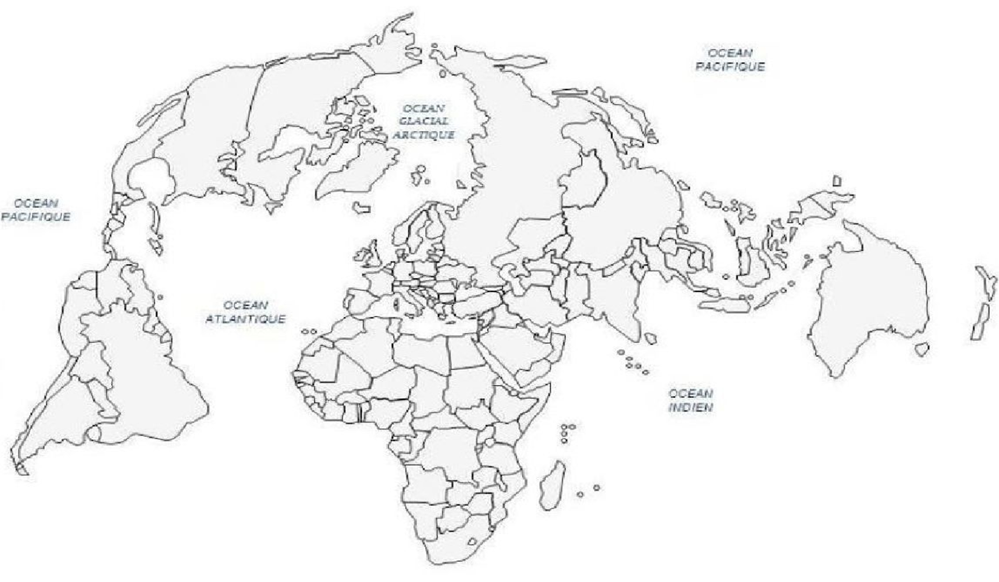 OCEAN
PACIFIQUE
OCEAN
GLACIAL
ARCTIQUE
OCEAN
PACIFIQUE
OCEAN
ATLANTIQUE
OCEAN
INDIEN